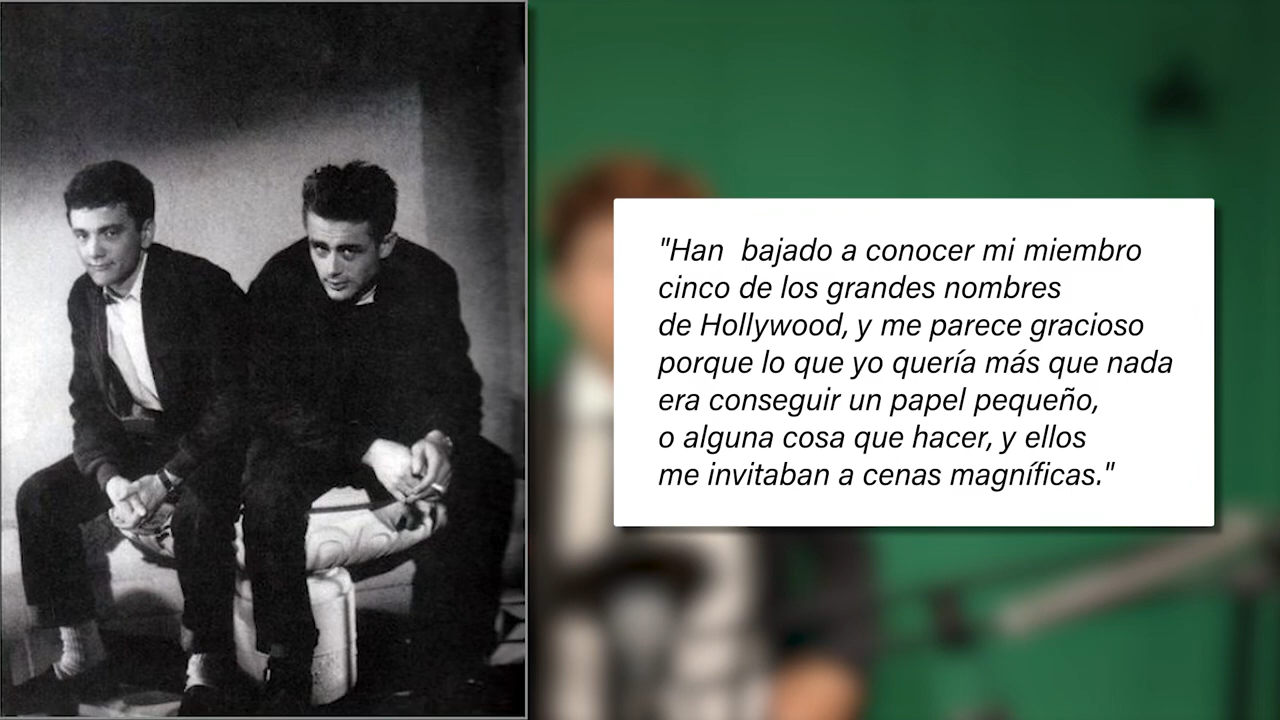 "Han  bajado a conocer mi miembro
cinco de los grandes nombres
de Hollywood, y me parece gracioso
porque lo que yo quería más que nada
era conseguir un papel pequeño,
o alguna cosa que hacer, y ellos
me invitaban a cenas magníficas."